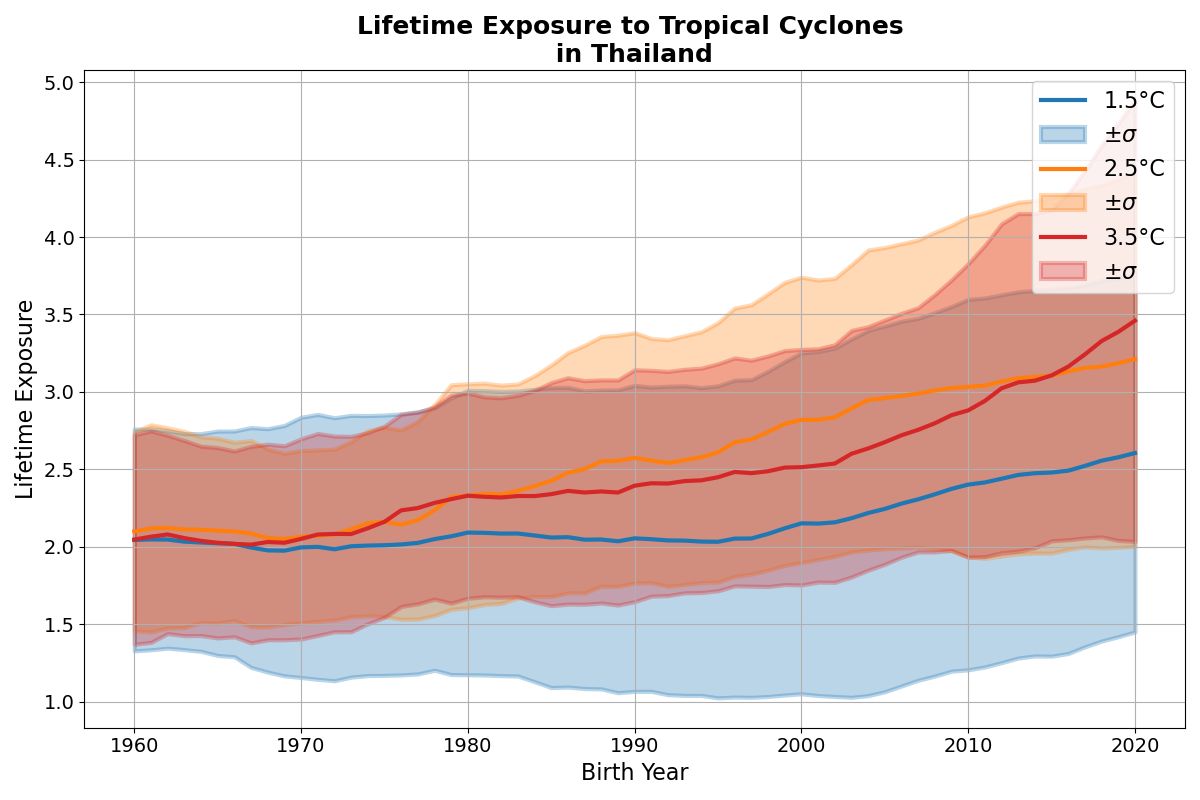 Lifetime Exposure to Tropical Cyclones
in Thailand
5.0
4.5
4.0
3.5
3.0
2.5
2.0
1.5
1.0
Lifetime Exposure
1.5°C
±σ
2.5°C
±σ
3.5°C
±σ
1960
1970
1980
1990
2000
2010
2020
Birth Year